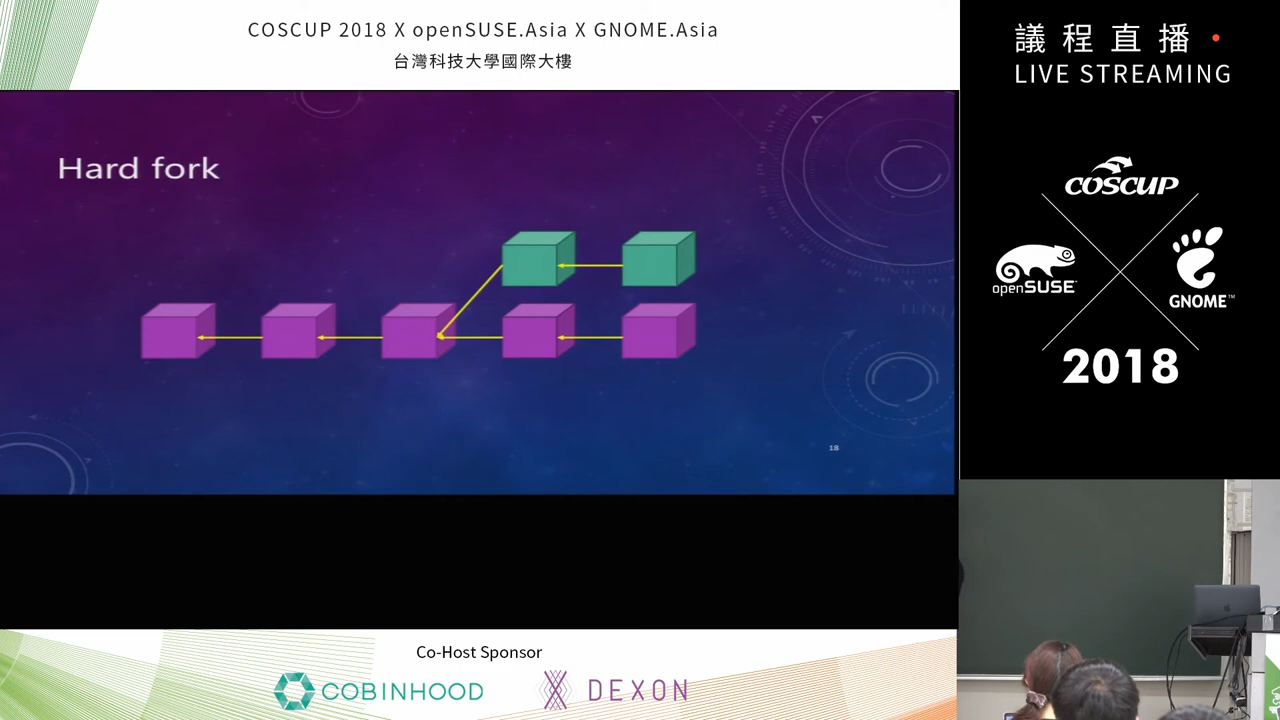 COSCUP 2018 X openSUSE.Asia X GNOME.Asia
台灣科技大學國際大樓
Hard fork
18
議程直播
LIVE STREAMING
COSCUP
openSUSE
GNOME™
2018
Co-Host Sponsor
COBINHOOD
DEXON